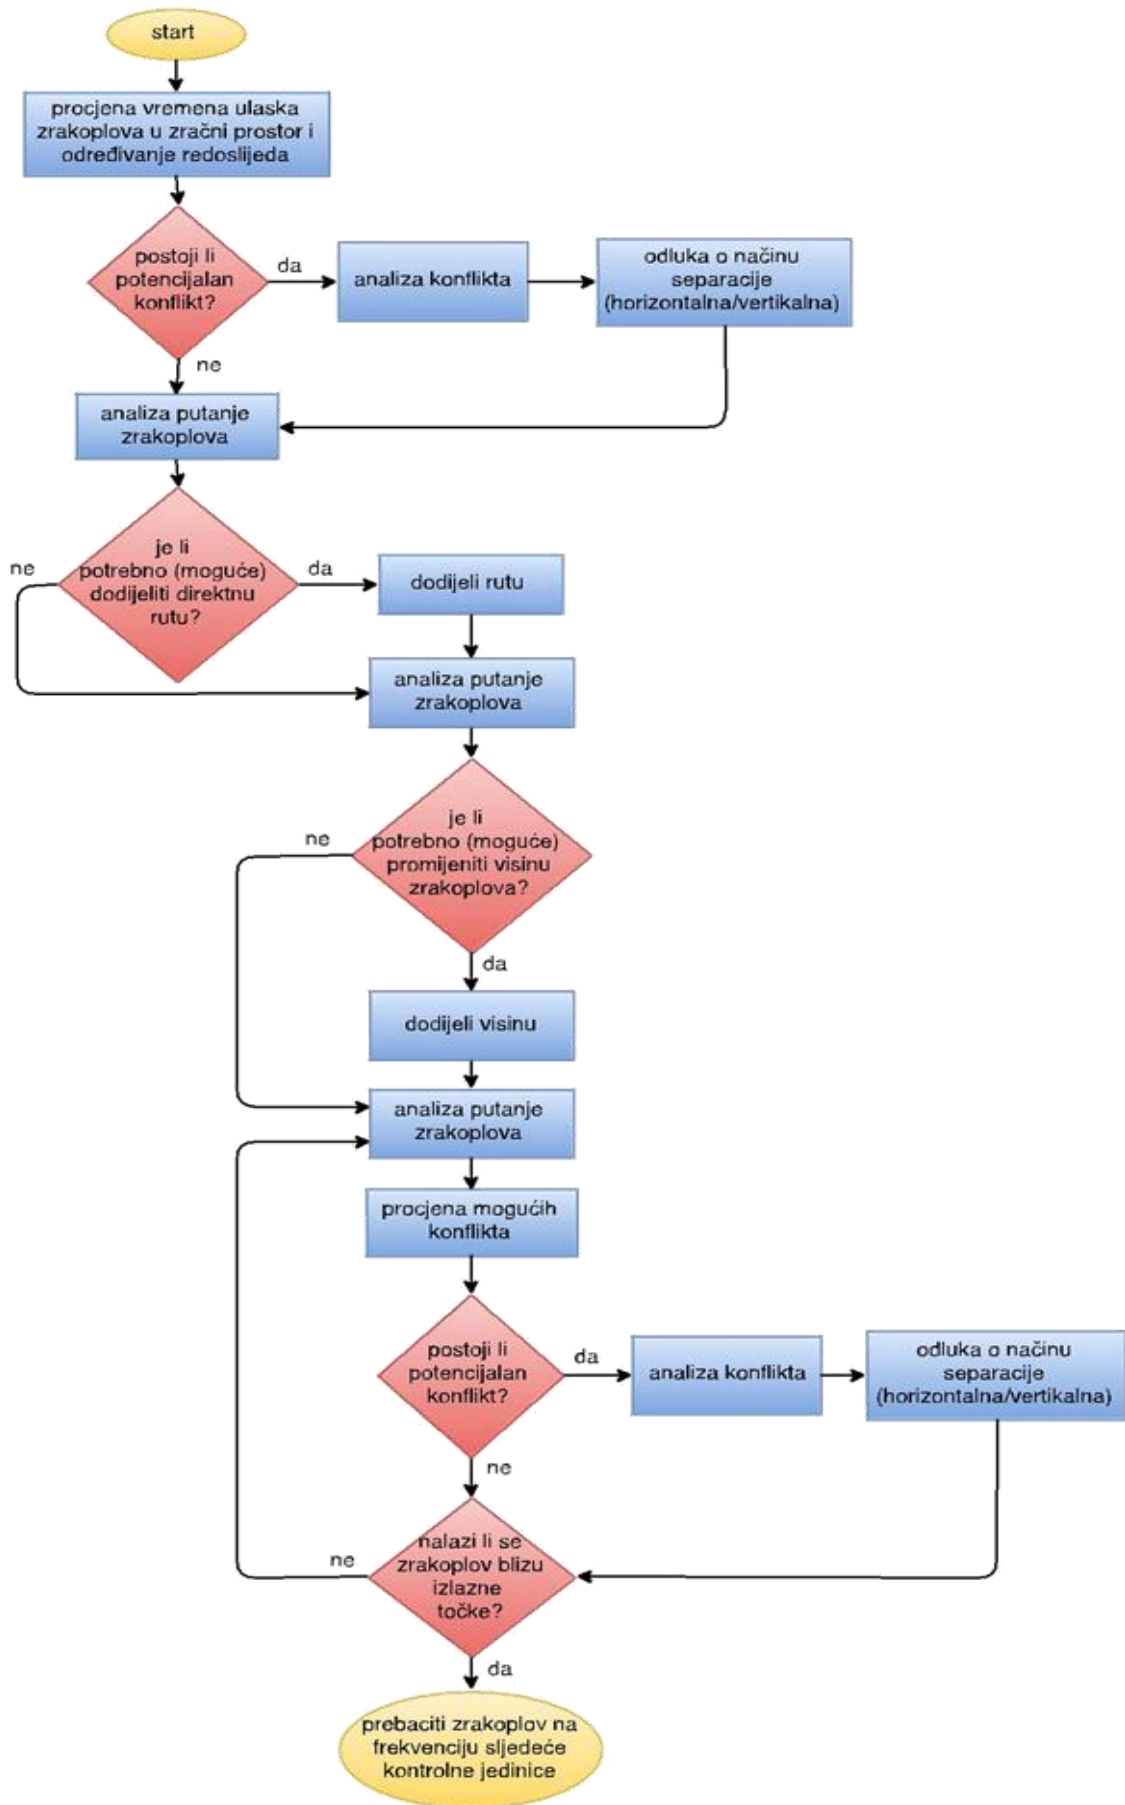 start
procjena vremena ulaska
zrakoplova u zračni prostor i
određivanje redoslijeda
postoji li
potencijalan
konflikt?
da
analiza konflikta
odluka o načinu
separacije
(horizontalna/vertikalna)
ne
analiza putanje
zrakoplova
je li
potrebno (moguće)
dodijeliti direktnu
rutu?
ne
da
dodijeli rutu
analiza putanje
zrakoplova
je li
potrebno (moguće)
promijeniti visinu
zrakoplova?
ne
da
dodijeli visinu
analiza putanje
zrakoplova
procjena mogućih
konflikta
postoji li
potencijalan
konflikt?
da
analiza konflikta
odluka o načinu
separacije
(horizontalna/vertikalna)
ne
nalazi li se
zrakoplov blizu
izlazne
točke?
ne
da
prebaciti zrakoplov na
frekvenciju sljedeće
kontrolne jedinice